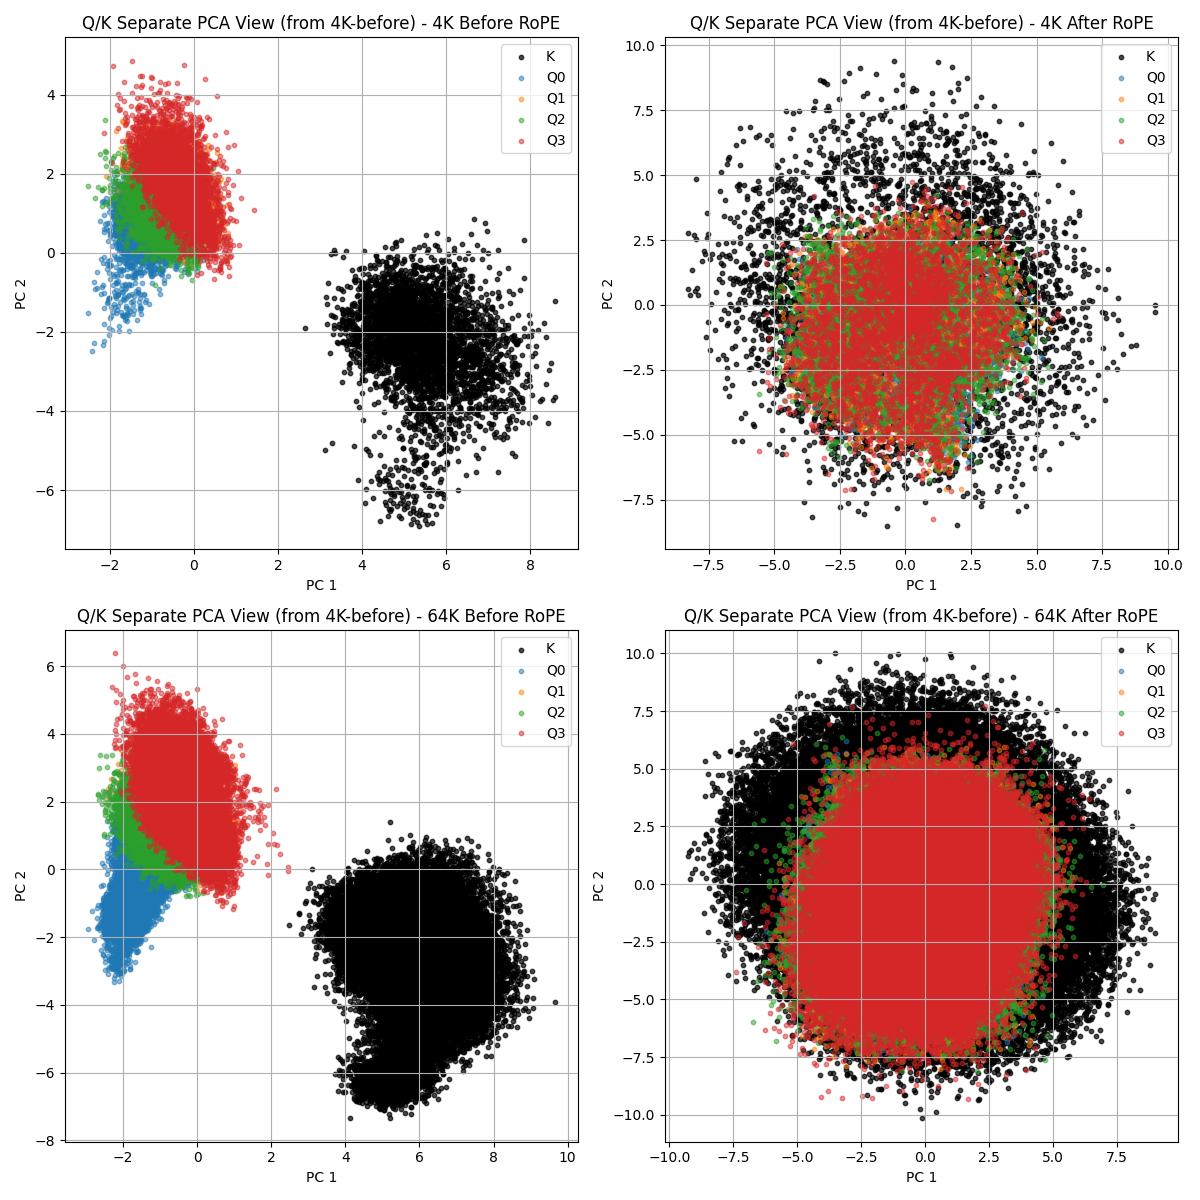 Q/K Separate PCA View (from 4K-before) - 4K Before RoPE
K
Q0
Q1
Q2
Q3
PC 2
4
2
0
−2
−4
−6
−2
0
2
4
6
8
PC 1
Q/K Separate PCA View (from 4K-before) - 4K After RoPE
K
Q0
Q1
Q2
Q3
PC 2
10.0
7.5
5.0
2.5
0.0
−2.5
−5.0
−7.5
−7.5
−5.0
−2.5
0.0
2.5
5.0
7.5
10.0
PC 1
Q/K Separate PCA View (from 4K-before) - 64K Before RoPE
K
Q0
Q1
Q2
Q3
PC 2
6
4
2
0
−2
−4
−6
−8
−2
0
2
4
6
8
10
PC 1
Q/K Separate PCA View (from 4K-before) - 64K After RoPE
K
Q0
Q1
Q2
Q3
PC 2
10.0
7.5
5.0
2.5
0.0
−2.5
−5.0
−7.5
−10.0
−10.0
−7.5
−5.0
−2.5
0.0
2.5
5.0
7.5
PC 1